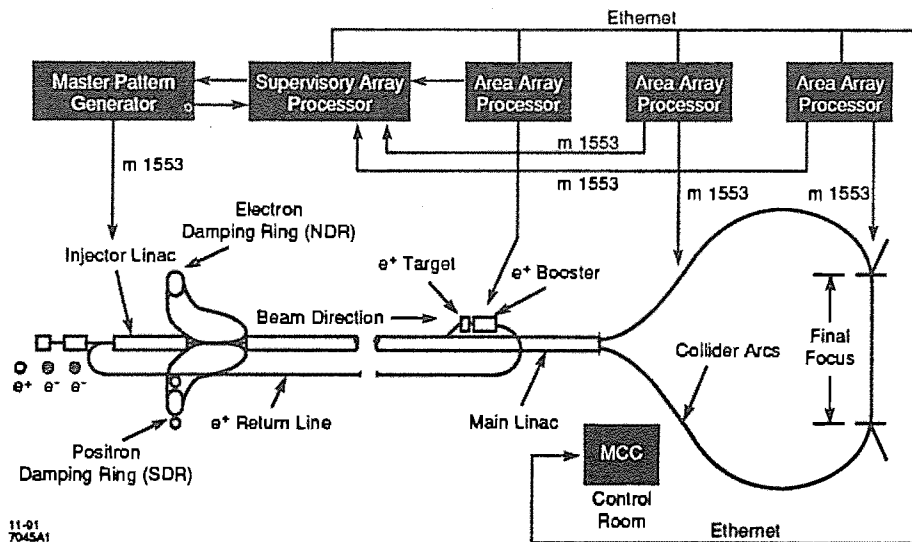 Ethernet
Master Pattern
Generator
Supervisory Array
Processor
Area Array
Processor
Area Array
Processor
Area Array
Processor
m 1553
m 1553
m 1553
m 1553
m 1553
Electron
Damping Ring (NDR)
Injector Linac
e+ Target
e+ Booster
Beam Direction
Final
Focus
Collider Arcs
e+ e- e-
e+ Return Line
Main Linac
Positron
Damping Ring (SDR)
MCC
Control
Room
Ethernet
11-91
7045A1